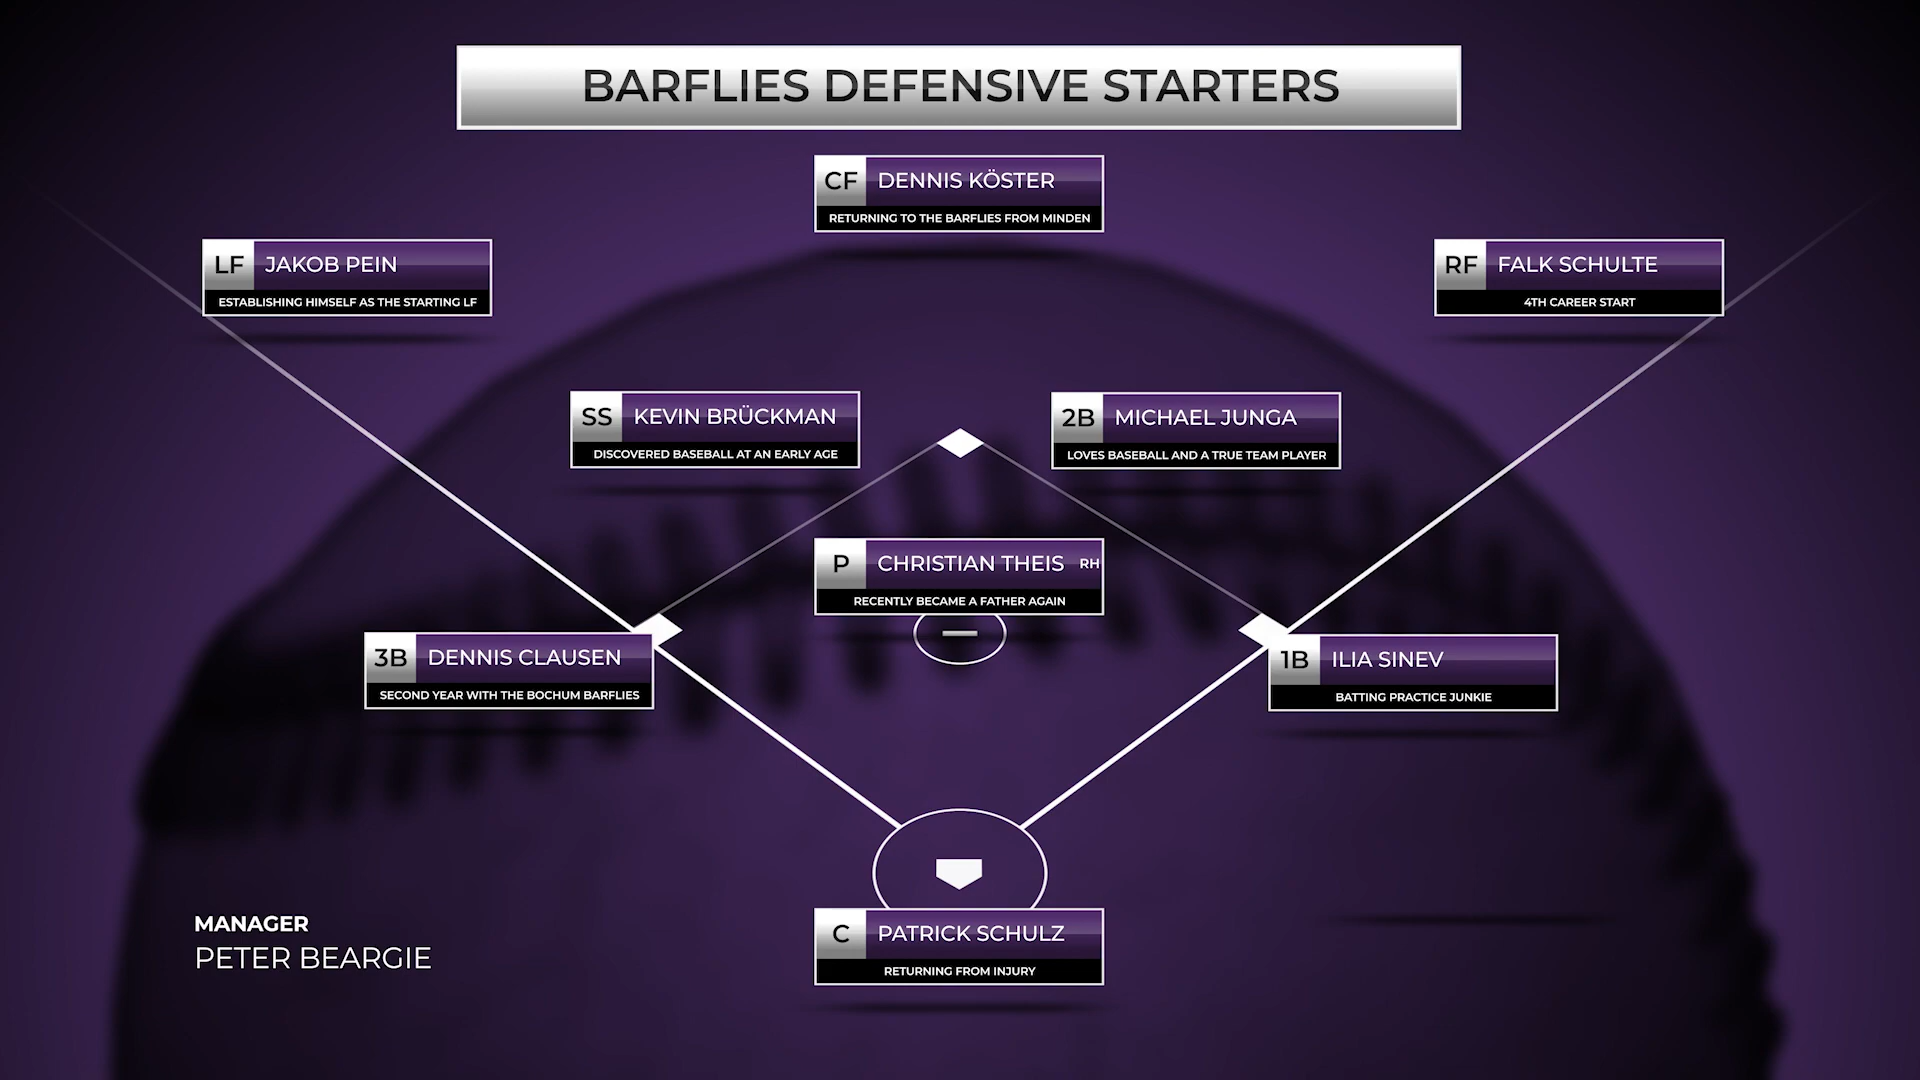 BARFLIES DEFENSIVE STARTERS
CF DENNIS KÖSTER
RETURNING TO THE BARFLIES FROM MINDEN
LF JAKOB PEIN
ESTABLISHING HIMSELF AS THE STARTING LF
RF FALK SCHULTE
4TH CAREER START
SS KEVIN BRÜCKMAN
DISCOVERED BASEBALL AT AN EARLY AGE
2B MICHAEL JUNGA
LOVES BASEBALL AND A TRUE TEAM PLAYER
P CHRISTIAN THEIS RH
RECENTLY BECAME A FATHER AGAIN
3B DENNIS CLAUSEN
SECOND YEAR WITH THE BOCHUM BARFLIES
1B ILIA SINEV
BATTING PRACTICE JUNKIE
C PATRICK SCHULZ
RETURNING FROM INJURY
MANAGER
PETER BEARGIE